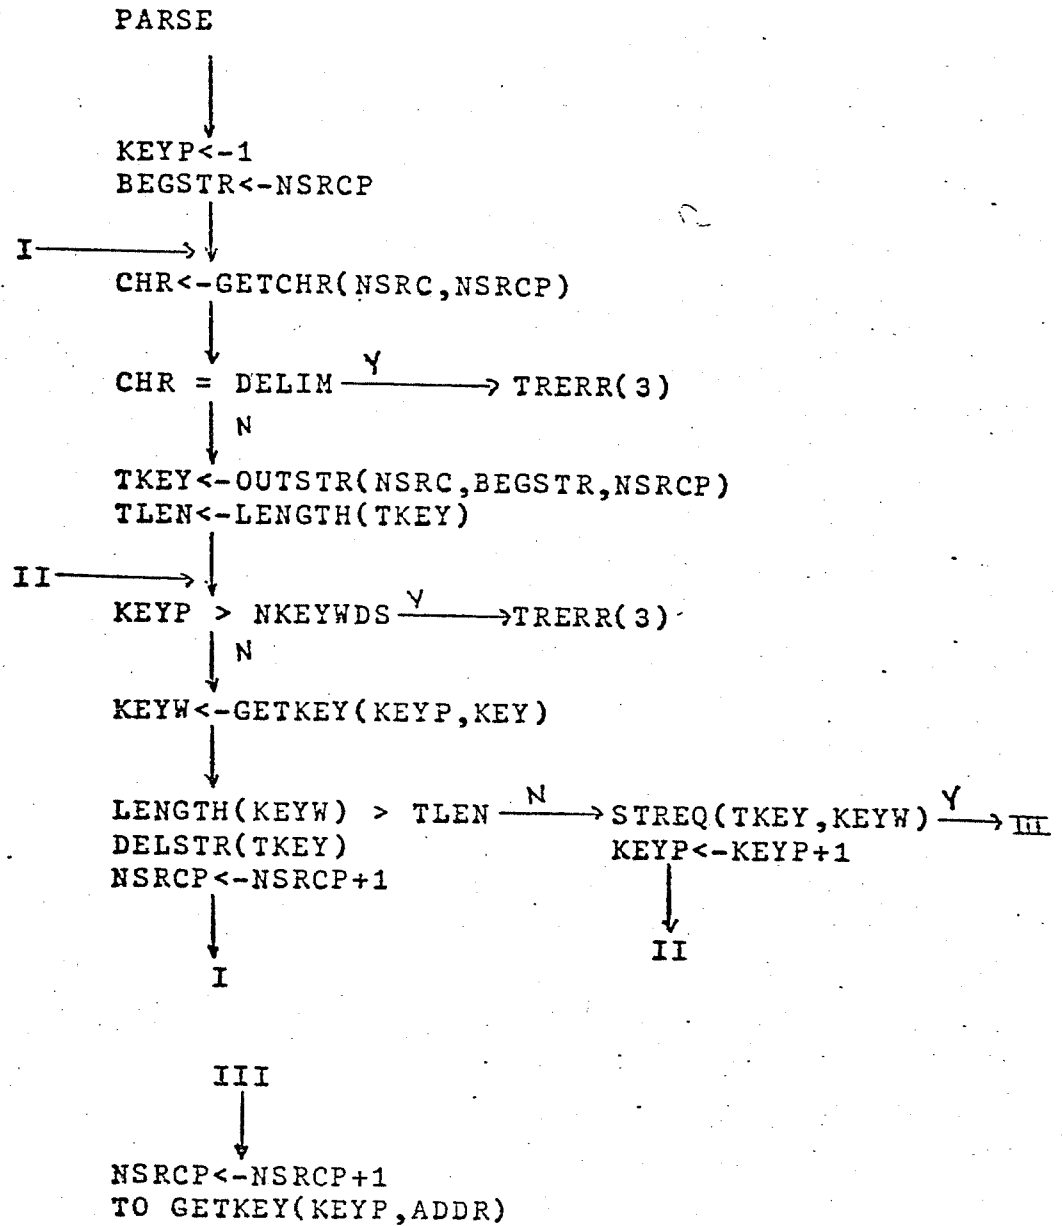 PARSE
KEYP<-1
BEGSTR<-NSRCP
I
CHR<-GETCHR(NSRC,NSRCP)
CHR = DELIM Y TRERR(3)
N
TKEY<-OUTSTR(NSRC,BEGSTR,NSRCP)
TLEN<-LENGTH(TKEY)
II
KEYP > NKEYWDS Y TRERR(3)
N
KEYW<-GETKEY(KEYP,KEY)
LENGTH(KEYW) > TLEN N STREQ(TKEY,KEYW) Y III
DELSTR(TKEY) KEYP<-KEYP+1
NSRCP<-NSRCP+1
II
I
III
NSRCP<-NSRCP+1
TO GETKEY(KEYP,ADDR)